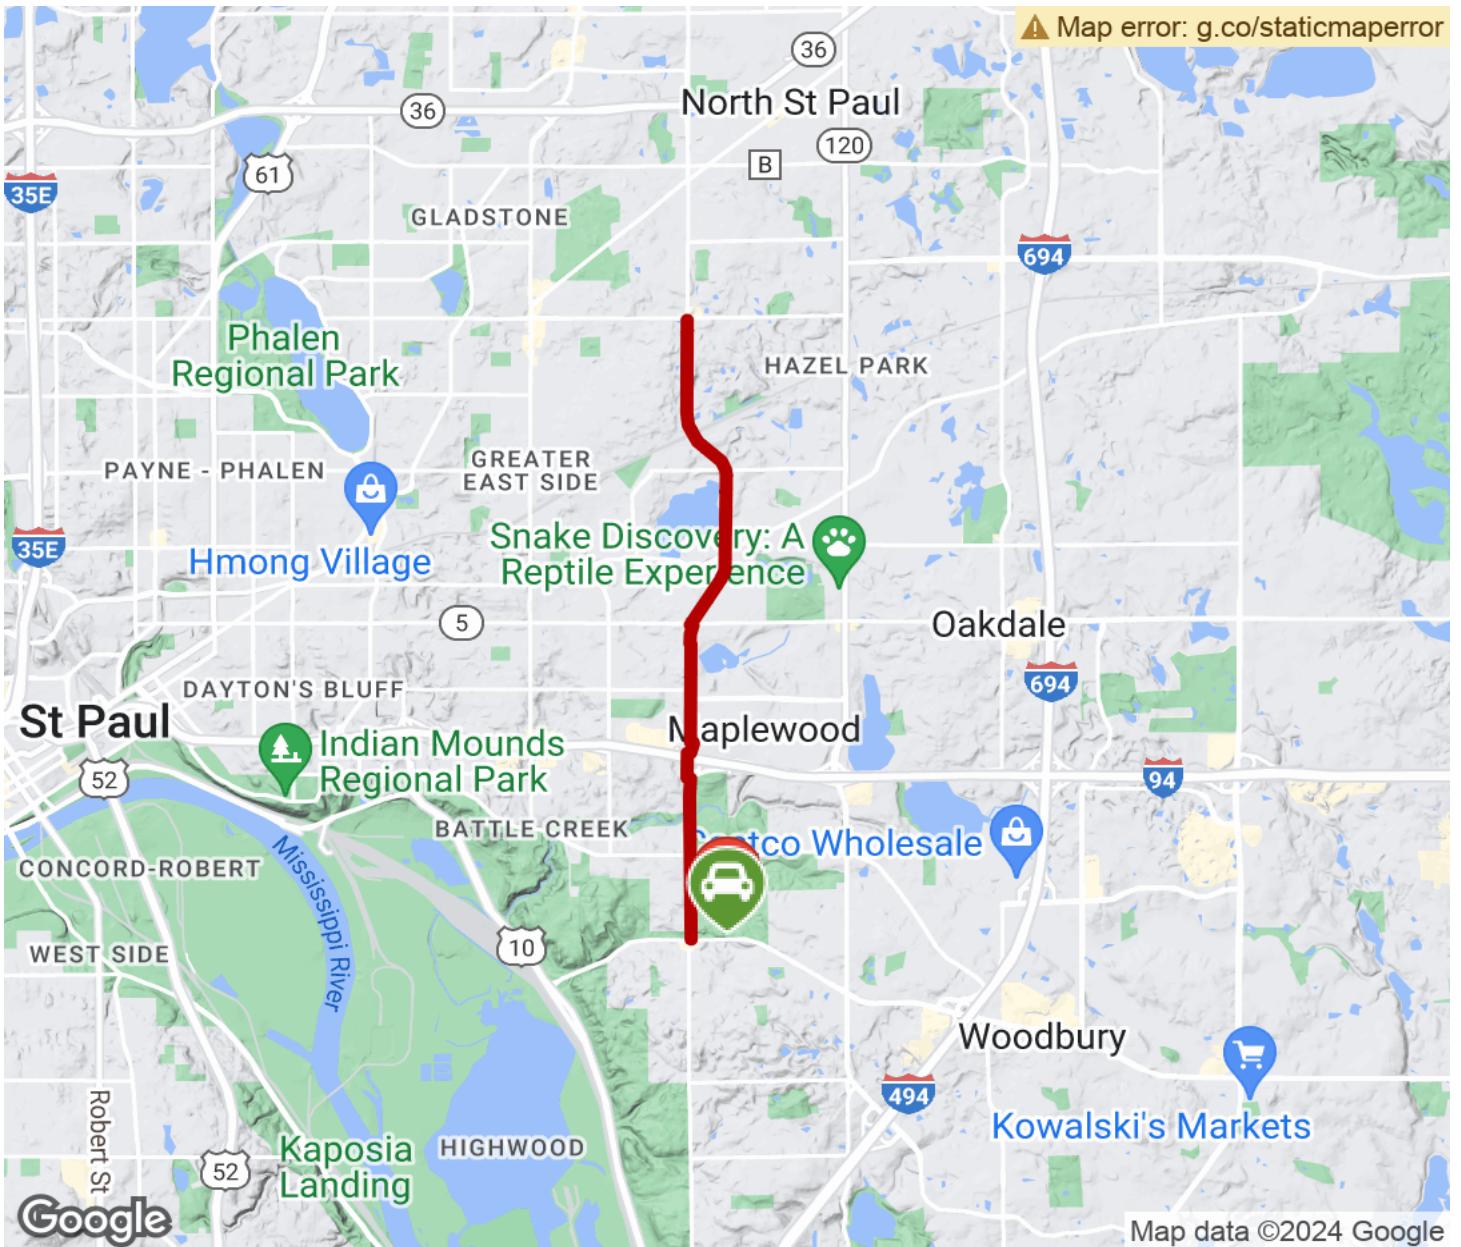 Map error: g.co/staticmaperror
36
North St Paul
36
120
B
61
35E
GLADSTONE
694
Phalen
Regional Park
HAZEL PARK
GREATER
EAST SIDE
PAYNE - PHALEN
Snake Discovery: A
Reptile Experience
35E
Hmong Village
5
Oakdale
694
DAYTON'S BLUFF
St Paul
Maplewood
Indian Mounds
Regional Park
52
94
BATTLE CREEK
Costco Wholesale
CONCORD-ROBERT
Mississippi River
WEST SIDE
10
Woodbury
494
Robert St
Kowalski's Markets
HIGHWOOD
Kaposia
Landing
52
Google
Map data ©2024 Google